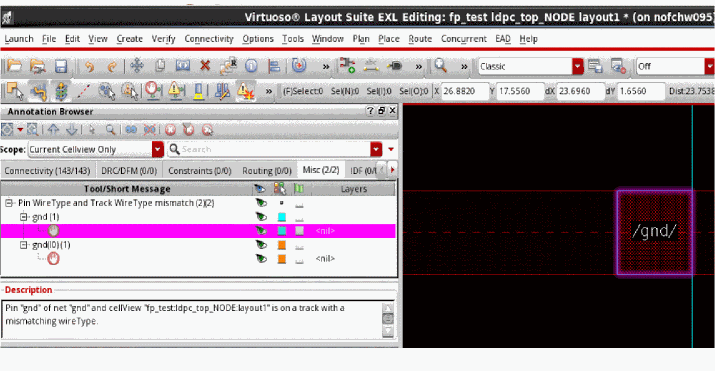 Virtuoso® Layout Suite EXL Editing: fp_test ldpc_top_NODE layout1 * (on nofchw095
Launch File Edit View Create Verify Connectivity Options Tools Window Plan Place Route Concurrent EAD Help
» » Classic Off
» (F)Select:0 Sel(N):0 Sel(I):0 Sel(O):0 X 26.8820 Y 17.5560 dX 23.6960 dY 1.6560 Dist:23.7538
Annotation Browser
Scope: Current Cellview Only Search
Connectivity (143/143) DRC/DFM (0/0) Constraints (0/0) Routing (0/0) Misc (2/2) IDF (0/
Tool/Short Message Layers
Pin WireType and Track WireType mismatch (2)(2)
gnd (1)
<nil>
gnd(I0) (1)
<nil>
/gnd/
Description
Pin "gnd" of net "gnd" and cellView "fp_test:ldpc_top_NODE:layout1" is on a track with a
mismatching wireType.